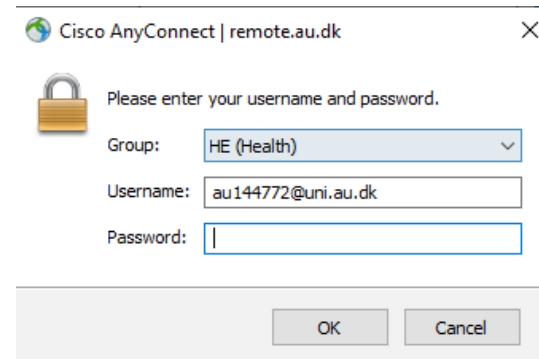 Cisco AnyConnect | remote.au.dk
Please enter your username and password.
Group: HE (Health)
Username: au144772@uni.au.dk
Password:
OK Cancel